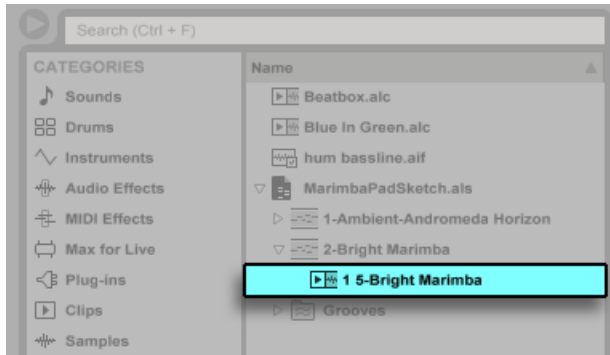 Search (Ctrl + F)
CATEGORIES
Sounds
Drums
Instruments
Audio Effects
MIDI Effects
Max for Live
Plug-ins
Clips
Samples
Name
Beatbox.alc
Blue In Green.alc
hum bassline.aif
MarimbaPadSketch.als
1-Ambient-Andromeda Horizon
2-Bright Marimba
1 5-Bright Marimba
Grooves